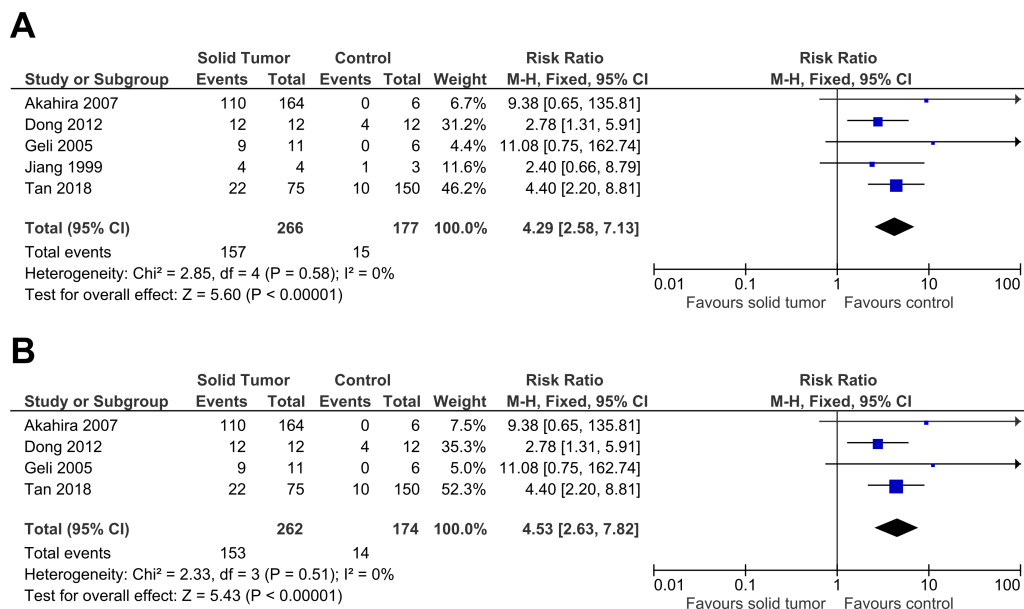 A
Solid Tumor Control Risk Ratio Risk Ratio
Study or Subgroup Events Total Events Total Weight M-H, Fixed, 95% CI M-H, Fixed, 95% CI
Akahira 2007 110 164 0 6 6.7% 9.38 [0.65, 135.81]
Dong 2012 12 12 4 12 31.2% 2.78 [1.31, 5.91]
Geli 2005 9 11 0 6 4.4% 11.08 [0.75, 162.74]
Jiang 1999 4 4 1 3 11.6% 2.40 [0.66, 8.79]
Tan 2018 22 75 10 150 46.2% 4.40 [2.20, 8.81]
Total (95% CI) 266 177 100.0% 4.29 [2.58, 7.13]
Total events 157 15
Heterogeneity: Chi² = 2.85, df = 4 (P = 0.58); I² = 0%
Test for overall effect: Z = 5.60 (P < 0.00001)
0.01 0.1 1 10 100
Favours solid tumor Favours control
B
Solid Tumor Control Risk Ratio Risk Ratio
Study or Subgroup Events Total Events Total Weight M-H, Fixed, 95% CI M-H, Fixed, 95% CI
Akahira 2007 110 164 0 6 7.5% 9.38 [0.65, 135.81]
Dong 2012 12 12 4 12 35.3% 2.78 [1.31, 5.91]
Geli 2005 9 11 0 6 5.0% 11.08 [0.75, 162.74]
Tan 2018 22 75 10 150 52.3% 4.40 [2.20, 8.81]
Total (95% CI) 262 174 100.0% 4.53 [2.63, 7.82]
Total events 153 14
Heterogeneity: Chi² = 2.33, df = 3 (P = 0.51); I² = 0%
Test for overall effect: Z = 5.43 (P < 0.00001)
0.01 0.1 1 10 100
Favours solid tumor Favours control